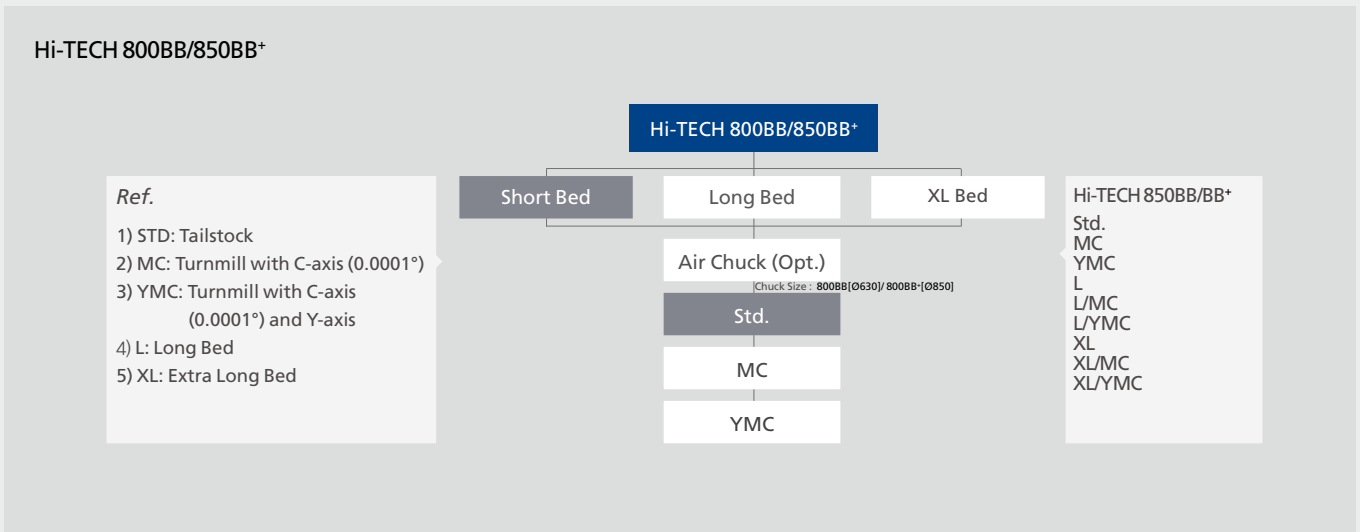 Hi-TECH 800BB/850BB⁺
Hi-TECH 800BB/850BB⁺
Ref.
1) STD: Tailstock
2) MC: Turnmill with C-axis (0.0001°)
3) YMC: Turnmill with C-axis
(0.0001°) and Y-axis
4) L: Long Bed
5) XL: Extra Long Bed
Short Bed
Long Bed
XL Bed
Air Chuck (Opt.)
Chuck Size : 800BB[Ø630]/ 800BB⁺[Ø850]
Std.
MC
YMC
Hi-TECH 850BB/BB⁺
Std.
MC
YMC
L
L/MC
L/YMC
XL
XL/MC
XL/YMC